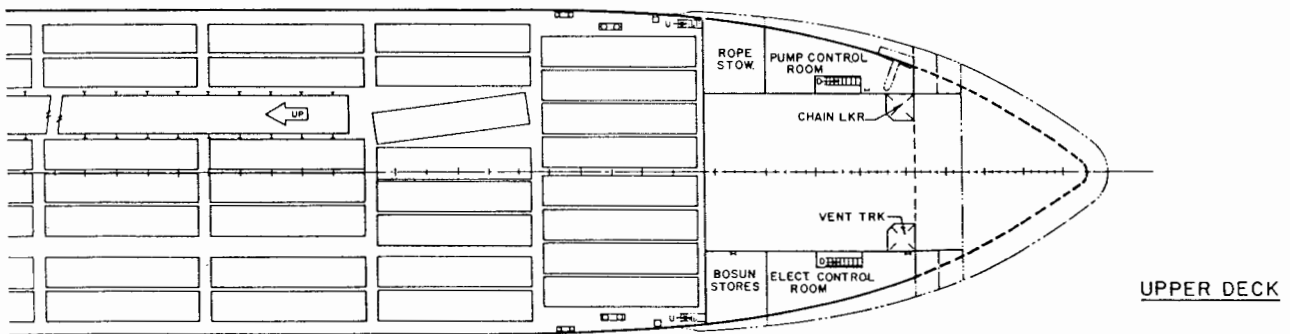 U
ROPE
STOW.
PUMP CONTROL
ROOM
D
UP
CHAIN LKR
VENT TRK
D
BOSUN
STORES
ELECT CONTROL
ROOM
U
UPPER DECK